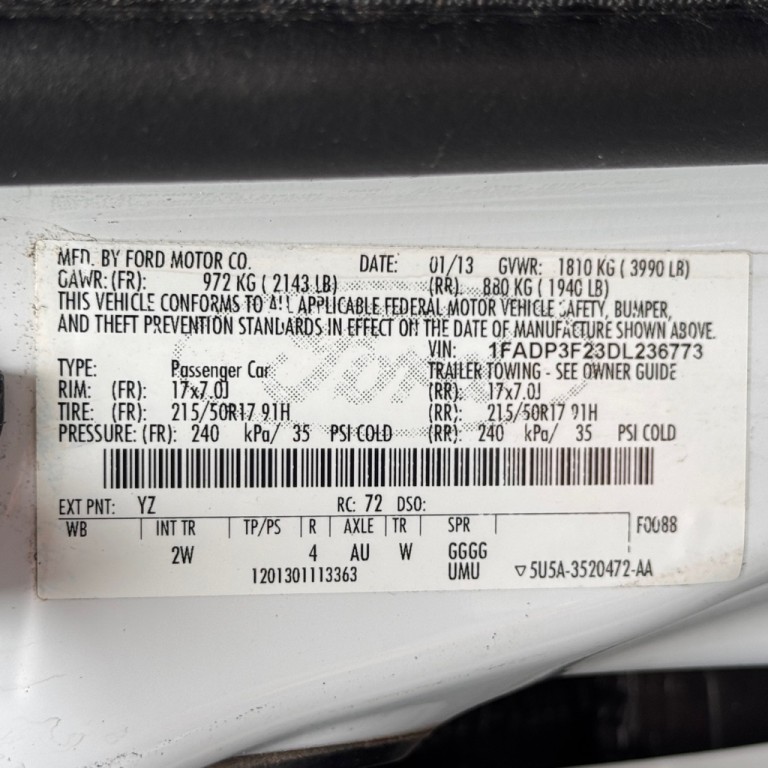 MFD. BY FORD MOTOR CO. DATE: 01/13 GVWR: 1810 KG ( 3990 LB)
GAWR: (FR): 972 KG ( 2143 LB) (RR): 880 KG ( 1940 LB)
THIS VEHICLE CONFORMS TO ALL APPLICABLE FEDERAL MOTOR VEHICLE SAFETY, BUMPER,
AND THEFT PREVENTION STANDARDS IN EFFECT ON THE DATE OF MANUFACTURE SHOWN ABOVE.
VIN: 1FADP3F23DL236773
TYPE: Passenger Car TRAILER TOWING - SEE OWNER GUIDE
RIM: (FR): 17x7.0J (RR): 17x7.0J
TIRE: (FR): 215/50R17 91H (RR): 215/50R17 91H
PRESSURE: (FR): 240 kPa/ 35 PSI COLD (RR): 240 kPa/ 35 PSI COLD
EXT PNT: YZ RC: 72 DSO:
WB INT TR TP/PS R AXLE TR SPR F0088
2W 4 AU W GGGG
1201301113363 UMU ▽5U5A-3520472-AA